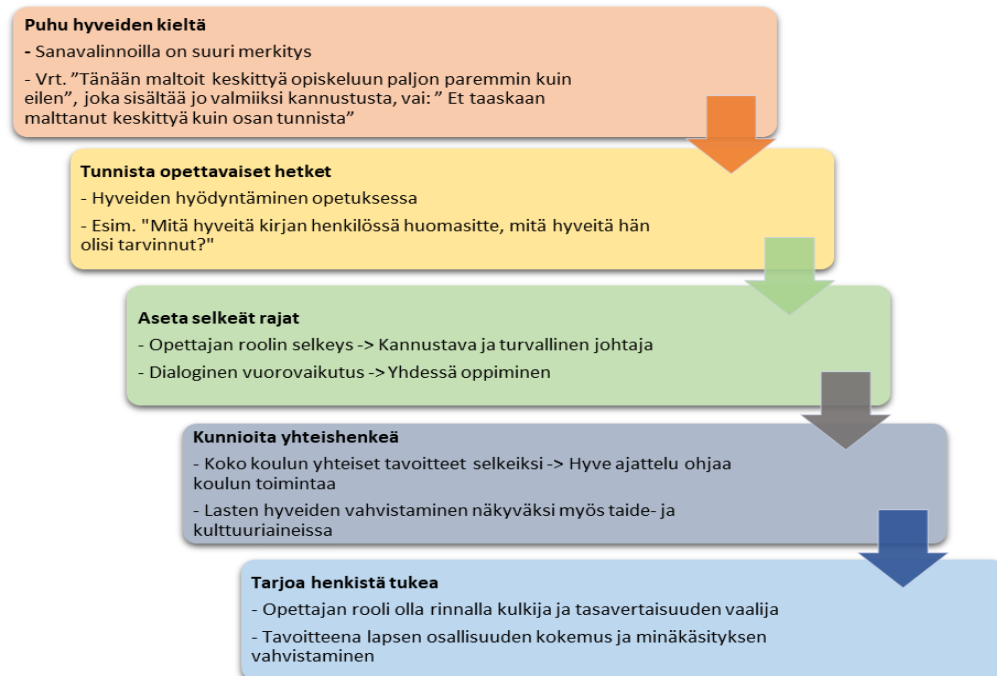 Puhu hyveiden kieltä
- Sanavalinnoilla on suuri merkitys
- Vrt. ”Tänään maltoit keskittyä opiskeluun paljon paremmin kuin
eilen”, joka sisältää jo valmiiksi kannustusta, vai: ” Et taaskaan
malttanut keskittyä kuin osan tunnista”
Tunnista opettavaiset hetket
- Hyveiden hyödyntäminen opetuksessa
- Esim. "Mitä hyveitä kirjan henkilössä huomasitte, mitä hyveitä hän
olisi tarvinnut?"
Aseta selkeät rajat
- Opettajan roolin selkeys -> Kannustava ja turvallinen johtaja
- Dialoginen vuorovaikutus -> Yhdessä oppiminen
Kunnioita yhteishenkeä
- Koko koulun yhteiset tavoitteet selkeiksi -> Hyve ajattelu ohjaa
koulun toimintaa
- Lasten hyveiden vahvistaminen näkyväksi myös taide- ja
kulttuuriaineissa
Tarjoa henkistä tukea
- Opettajan rooli olla rinnalla kulkija ja tasavertaisuuden vaalija
- Tavoitteena lapsen osallisuuden kokemus ja minäkäsityksen
vahvistaminen